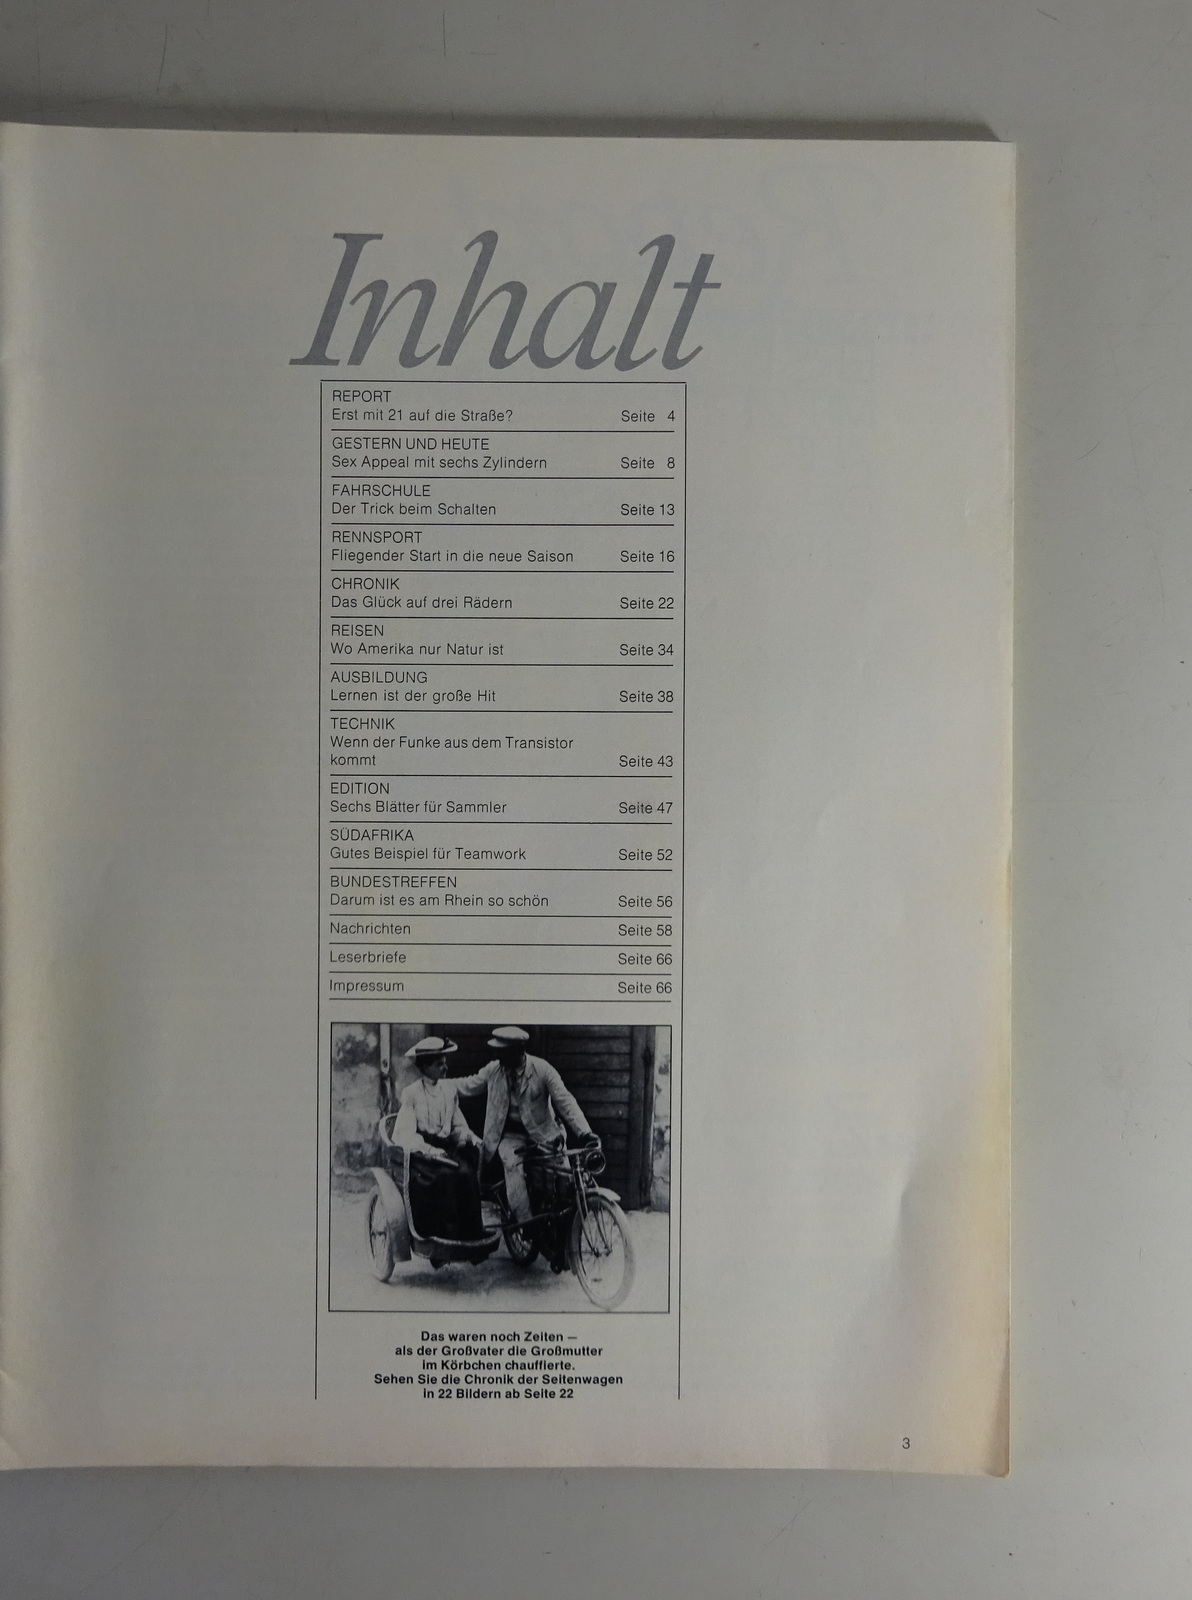 Inhalt
REPORT
Erst mit 21 auf die Straße? Seite 4
GESTERN UND HEUTE
Sex Appeal mit sechs Zylindern Seite 8
FAHRSCHULE
Der Trick beim Schalten Seite 13
RENNSPORT
Fliegender Start in die neue Saison Seite 16
CHRONIK
Das Glück auf drei Rädern Seite 22
REISEN
Wo Amerika nur Natur ist Seite 34
AUSBILDUNG
Lernen ist der große Hit Seite 38
TECHNIK
Wenn der Funke aus dem Transistor
kommt Seite 43
EDITION
Sechs Blätter für Sammler Seite 47
SÜDAFRIKA
Gutes Beispiel für Teamwork Seite 52
BUNDESTREFFEN
Darum ist es am Rhein so schön Seite 56
Nachrichten Seite 58
Leserbriefe Seite 66
Impressum Seite 66
Das waren noch Zeiten —
als der Großvater die Großmutter
im Körbchen chauffierte.
Sehen Sie die Chronik der Seitenwagen
in 22 Bildern ab Seite 22
3